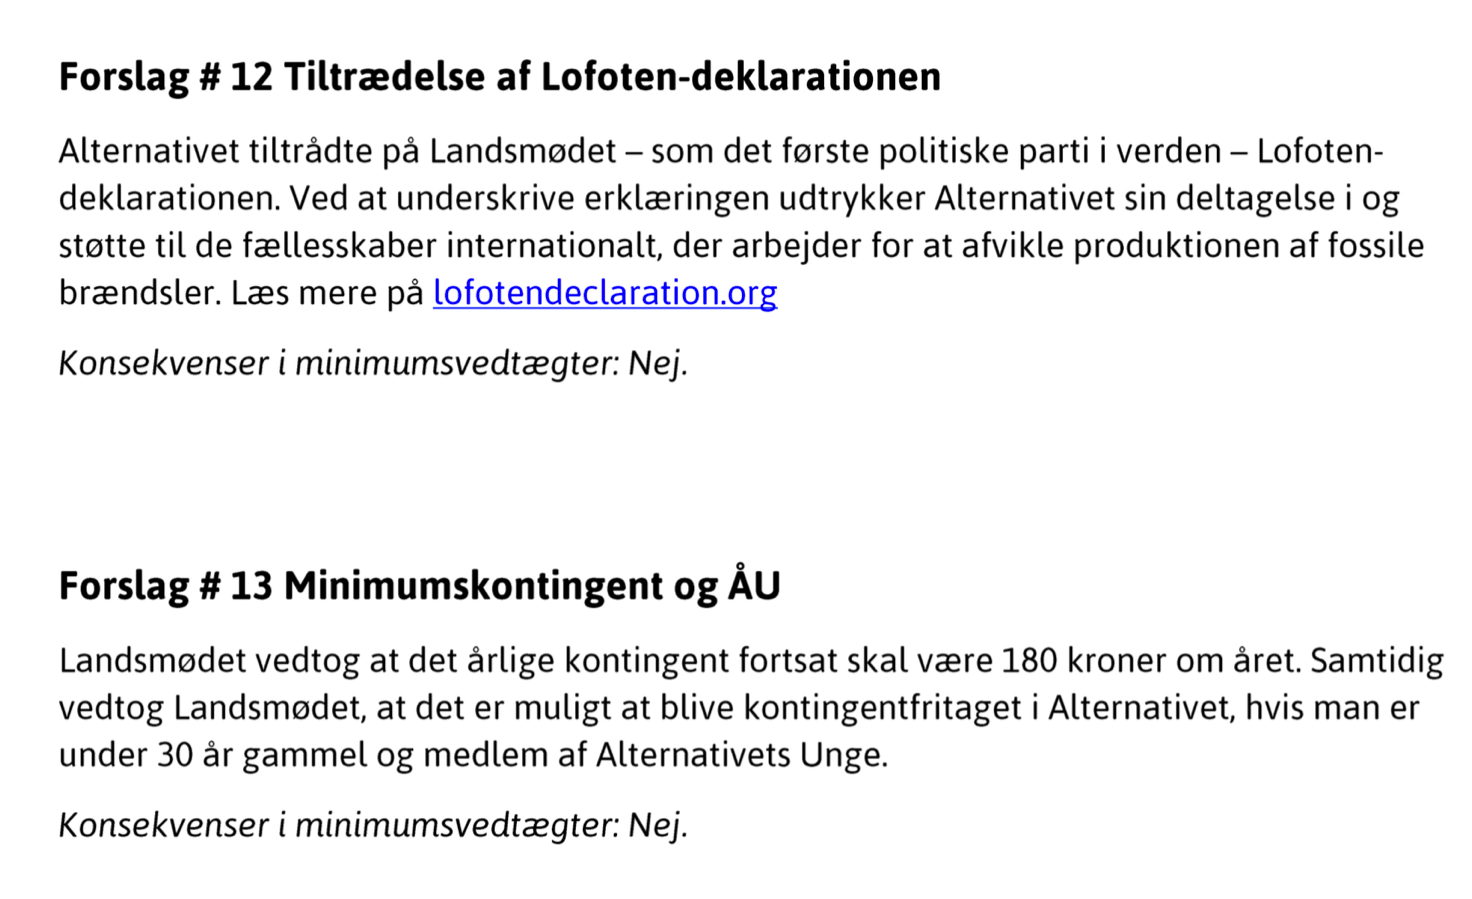 Forslag # 12 Tiltrædelse af Lofoten-deklarationen
Alternativet tiltrådte på Landsmødet – som det første politiske parti i verden – Lofoten-
deklarationen. Ved at underskrive erklæringen udtrykker Alternativet sin deltagelse i og
støtte til de fællesskaber internationalt, der arbejder for at afvikle produktionen af fossile
brændsler. Læs mere på lofotendeclaration.org
Konsekvenser i minimumsvedtægter: Nej.
Forslag # 13 Minimumskontingent og ÅU
Landsmødet vedtog at det årlige kontingent fortsat skal være 180 kroner om året. Samtidig
vedtog Landsmødet, at det er muligt at blive kontingentfritaget i Alternativet, hvis man er
under 30 år gammel og medlem af Alternativets Unge.
Konsekvenser i minimumsvedtægter: Nej.